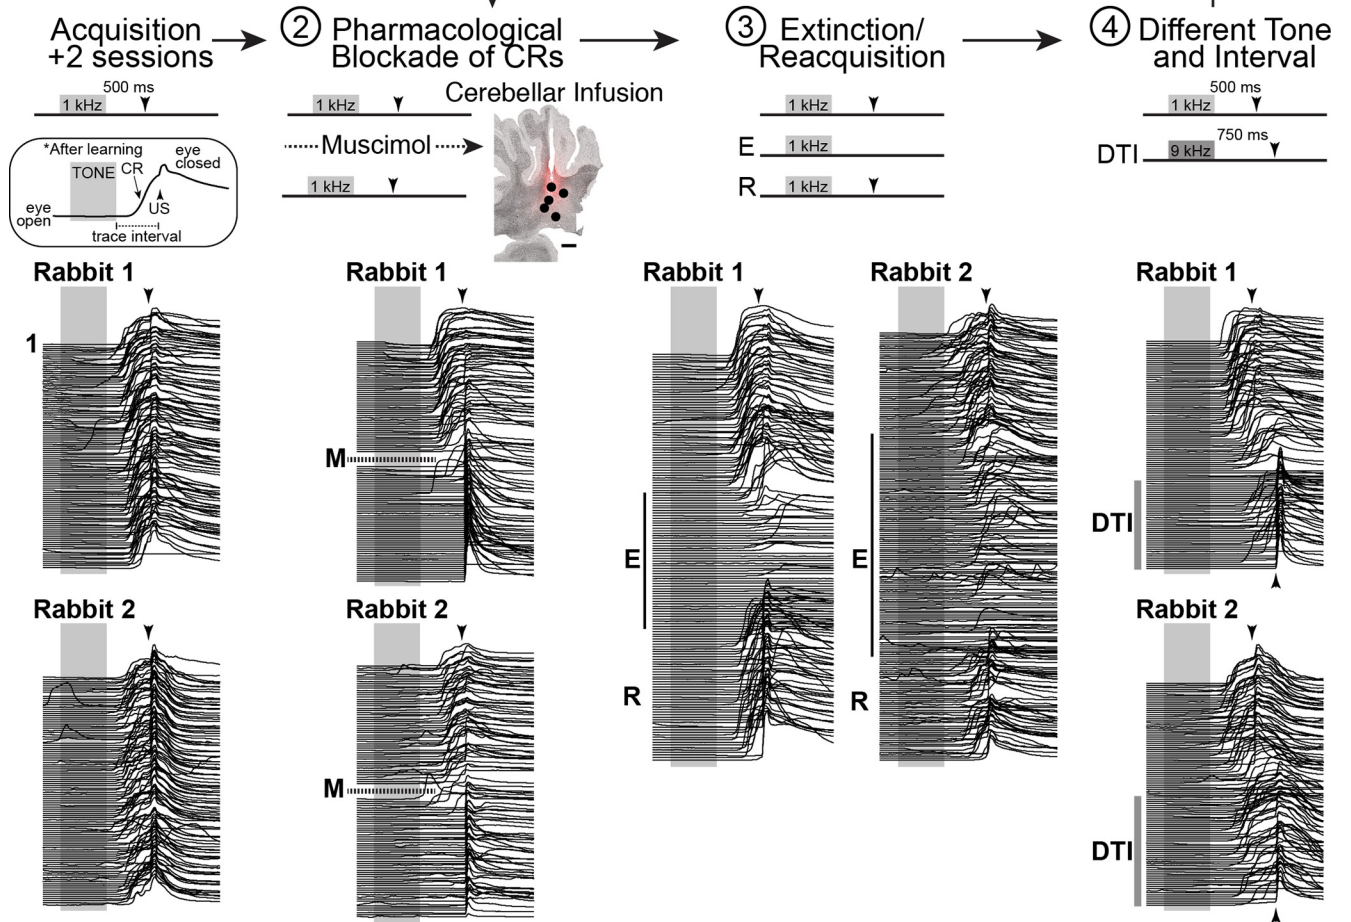 Acquisition
+2 sessions
500 ms
1 kHz
*After learning
TONE
CR
eye
closed
US
eye
open
trace interval
2
Pharmacological
Blockade of CRs
1 kHz
Cerebellar Infusion
Muscimol
1 kHz
3
Extinction/
Reacquisition
1 kHz
E
1 kHz
R
1 kHz
4
Different Tone
and Interval
500 ms
1 kHz
750 ms
DTI
9 kHz
Rabbit 1
1
Rabbit 2
Rabbit 1
M
Rabbit 2
M
Rabbit 1
E
R
Rabbit 2
E
R
Rabbit 1
DTI
Rabbit 2
DTI